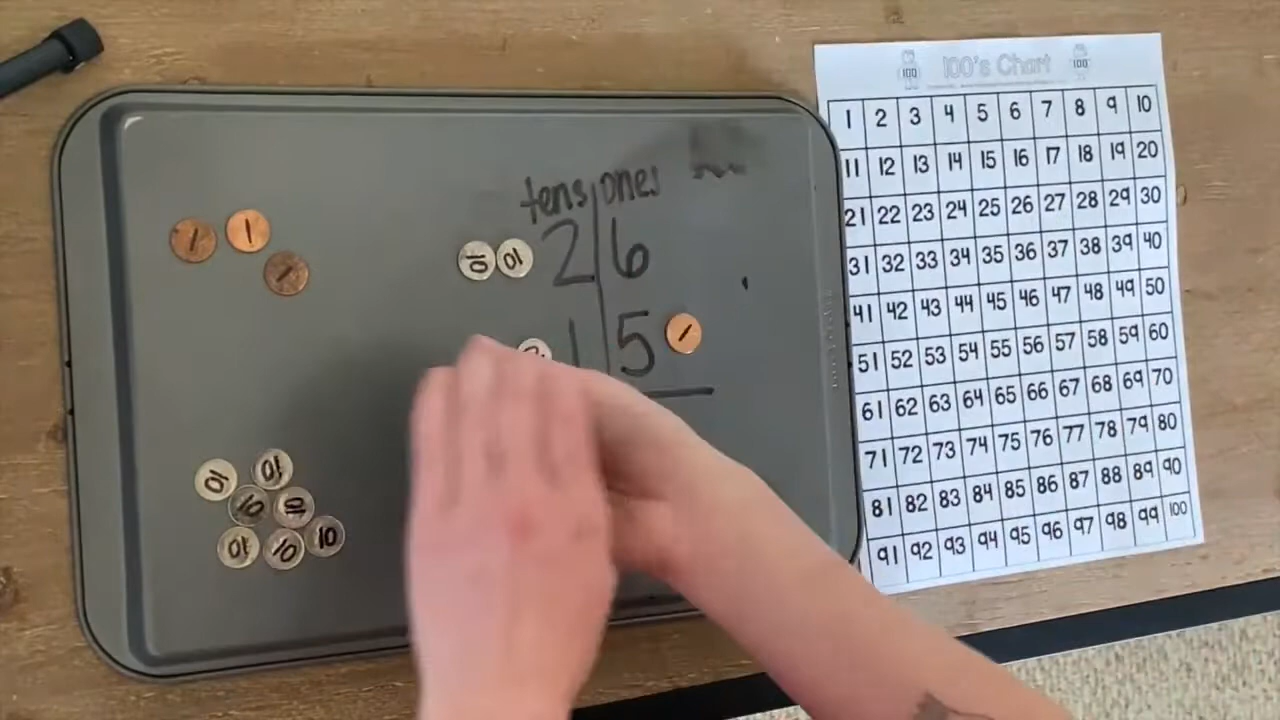 100 100's Chart 100
1 2 3 4 5 6 7 8 9 10
11 12 13 14 15 16 17 18 19 20
21 22 23 24 25 26 27 28 29 30
31 32 33 34 35 36 37 38 39 40
41 42 43 44 45 46 47 48 49 50
51 52 53 54 55 56 57 58 59 60
61 62 63 64 65 66 67 68 69 70
71 72 73 74 75 76 77 78 79 80
81 82 83 84 85 86 87 88 89 90
91 92 93 94 95 96 97 98 99 100
tens ones
1 1
1
10 10 2 6
1 5 1
10 10
10 10
10 10 10